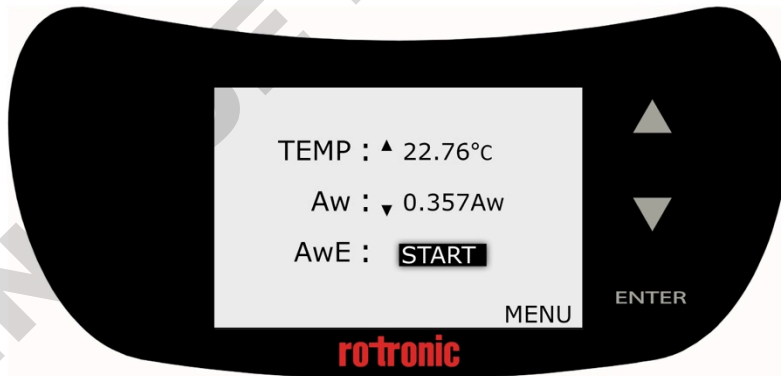 TEMP : ▲ 22.76°C
Aw : ▼ 0.357Aw
AwE : START
MENU
ENTER
rotronic